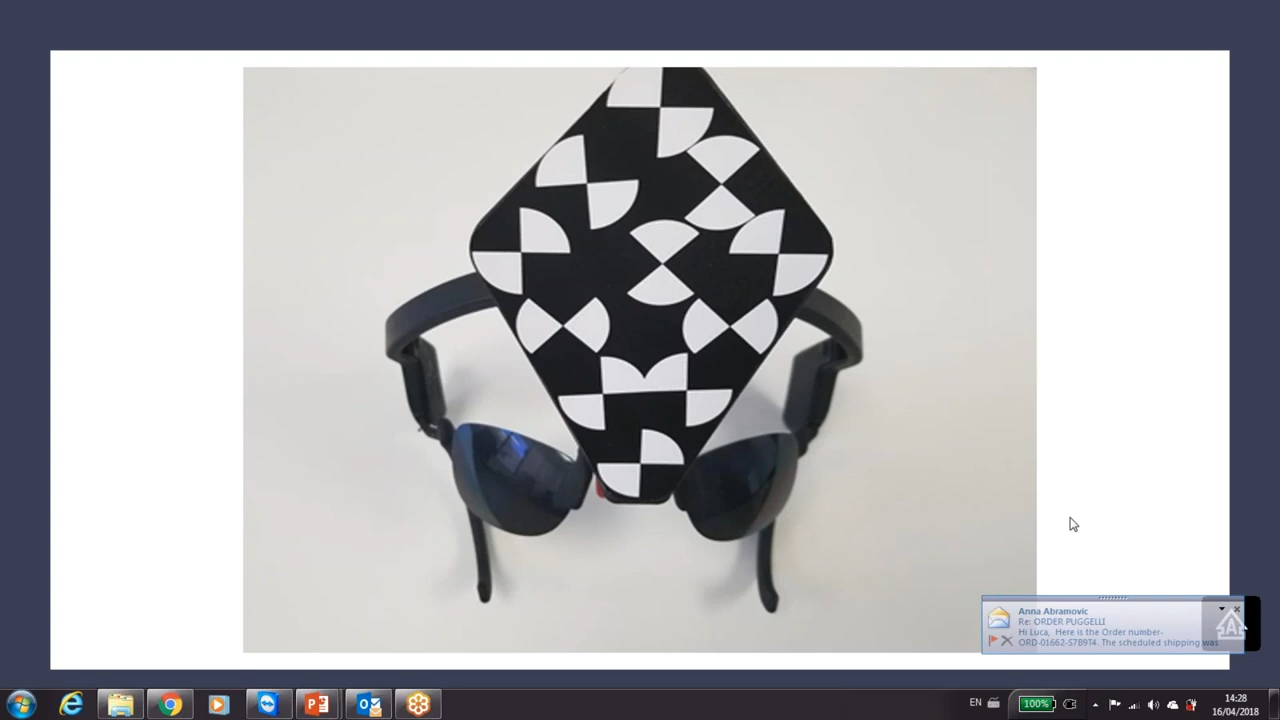 Anna Abramovic
Re: ORDER PUGGELLI
Hi Luca, Here is the Order number-
ORD-01662-S7B9T4. The scheduled shipping was
A
EN
100%
14:28
16/04/2018